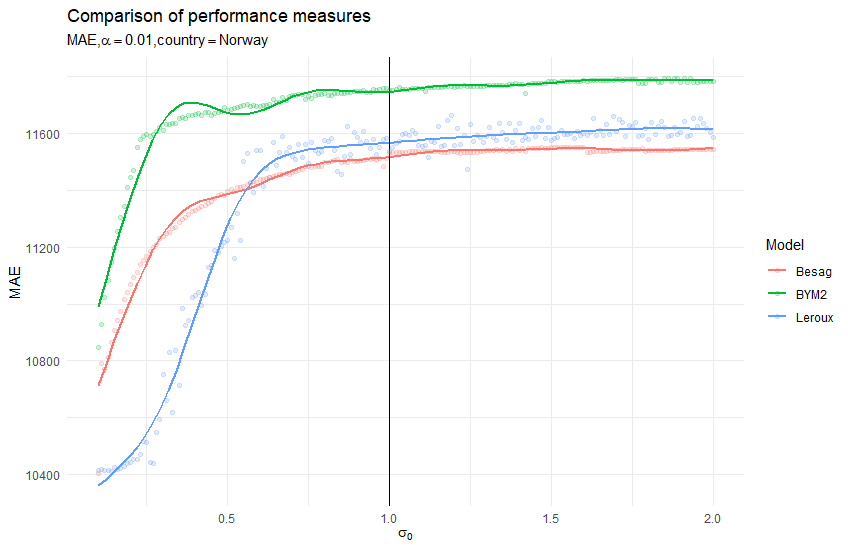 Comparison of performance measures
MAE,α = 0.01,country = Norway
MAE
11600
11200
10800
10400
0.5
1.0
1.5
2.0
σ₀
Model
Besag
BYM2
Leroux